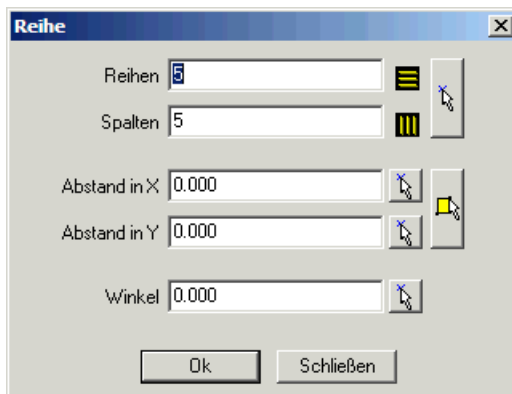 Reihe
Reihen 5
Spalten 5
Abstand in X 0.000
Abstand in Y 0.000
Winkel 0.000
Ok Schließen